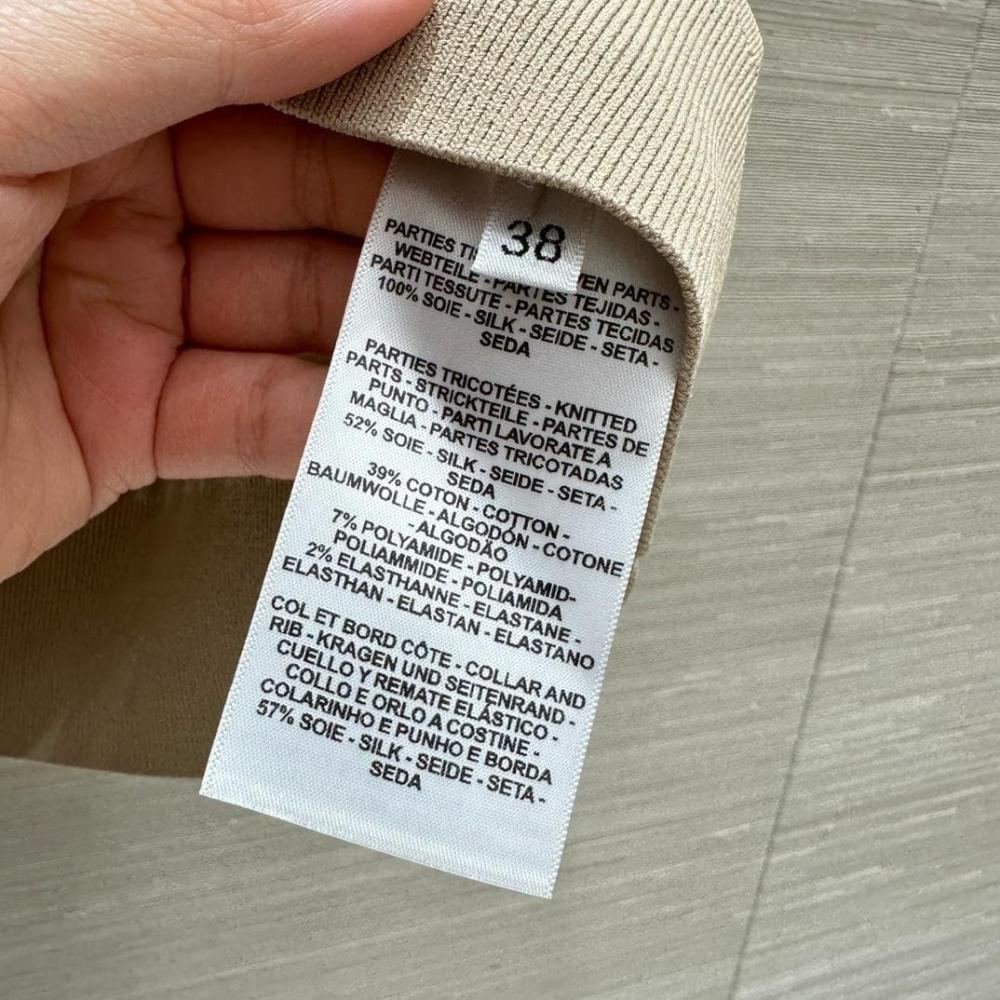 38
PARTIES
PARTS -
WEBTEILE - PARTES TEJIDAS -
PARTI TESSUTE - PARTES TECIDAS
100% SOIE - SILK - SEIDE - SETA -
SEDA
PARTIES TRICOTÉES - KNITTED
PARTS - STRICKTEILE - PARTES DE
PUNTO - PARTI LAVORATE A
MAGLIA - PARTES TRICOTADAS
52% SOIE - SILK - SEIDE - SETA -
SEDA
39% COTON - COTTON -
BAUMWOLLE - ALGODÓN - COTONE
- ALGODÃO
7% POLYAMIDE - POLYAMID-
POLIAMMIDE - POLIAMIDA
2% ELASTHANNE - ELASTANE -
ELASTHAN - ELASTAN - ELASTANO
COL ET BORD CÔTE - COLLAR AND
RIB - KRAGEN UND SEITENRAND -
CUELLO Y REMATE ELÁSTICO -
COLLO E ORLO A COSTINE -
COLARINHO E PUNHO E BORDA
57% SOIE - SILK - SEIDE - SETA -
SEDA